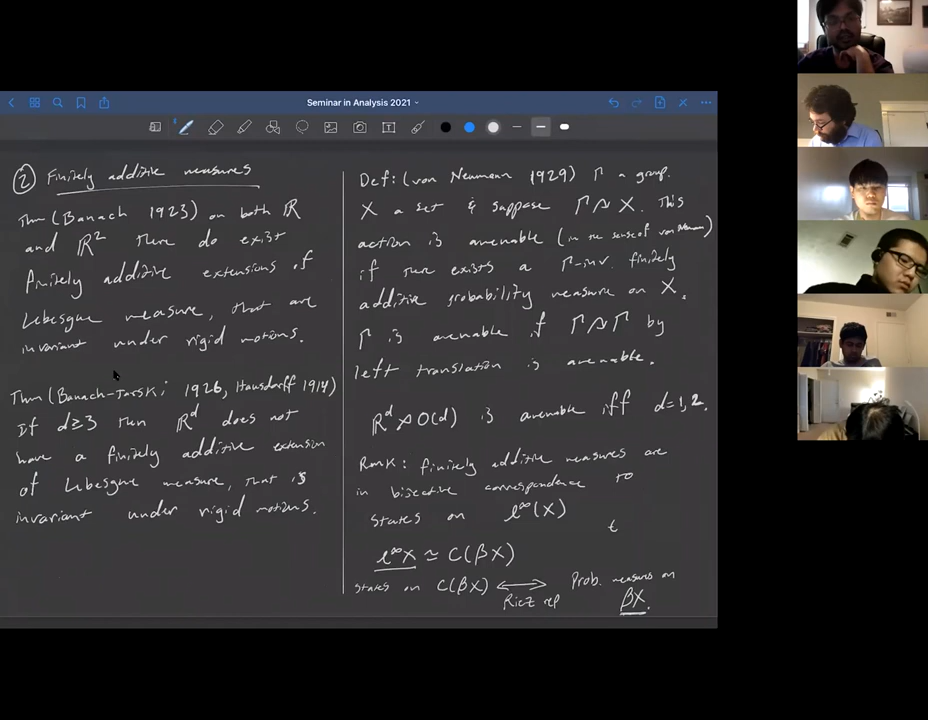 Seminar in Analysis 2021
② Finitely additive measures
Thm (Banach 1923) on both ℝ
and ℝ² there do exist
finitely additive extensions of
Lebesgue measure, that are
invariant under rigid motions.
Thm (Banach-Tarski 1926, Hausdorff 1914)
If d≥3 then ℝᵈ does not
have a finitely additive extension
of Lebesgue measure, that is
invariant under rigid motions.
Def: (von Neumann 1929) Γ a group.
X a set & suppose Γ↷X. This
action is amenable (in the sense of von Neumann)
if there exists a Γ-inv. finitely
additive probability measure on X.
Γ is amenable if Γ↷Γ by
left translation is amenable.
ℝᵈ⋊O(d) is amenable iff d=1,2.
Rmk: finitely additive measures are
in bijective correspondence to
states on ℓ^∞(X)
t
ℓ^∞X ≃ C(βX)
states on C(βX) ⟷ Prob. measures on
Riesz rep βX.